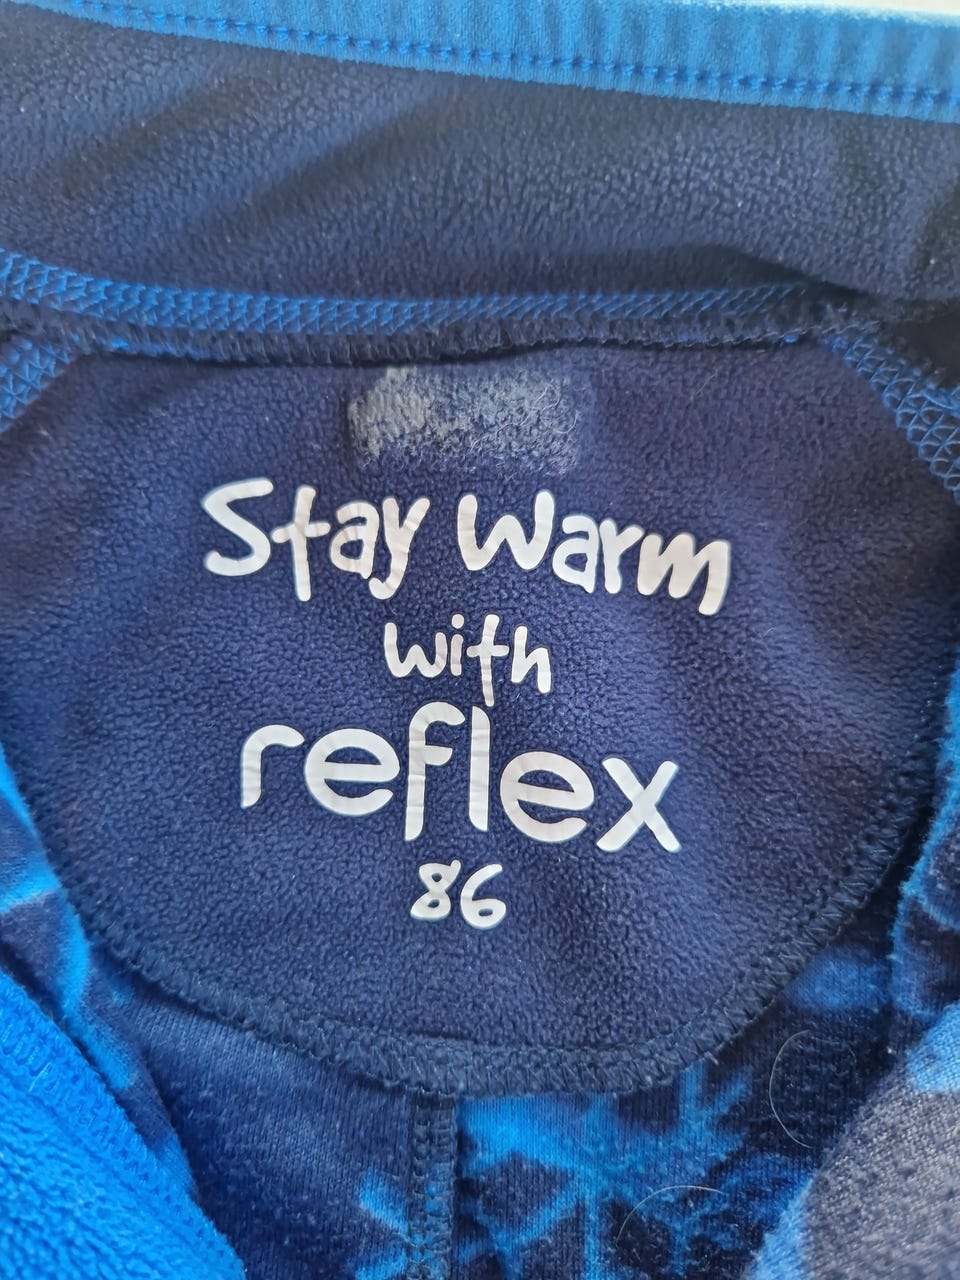 Stay Warm
with
reflex
86